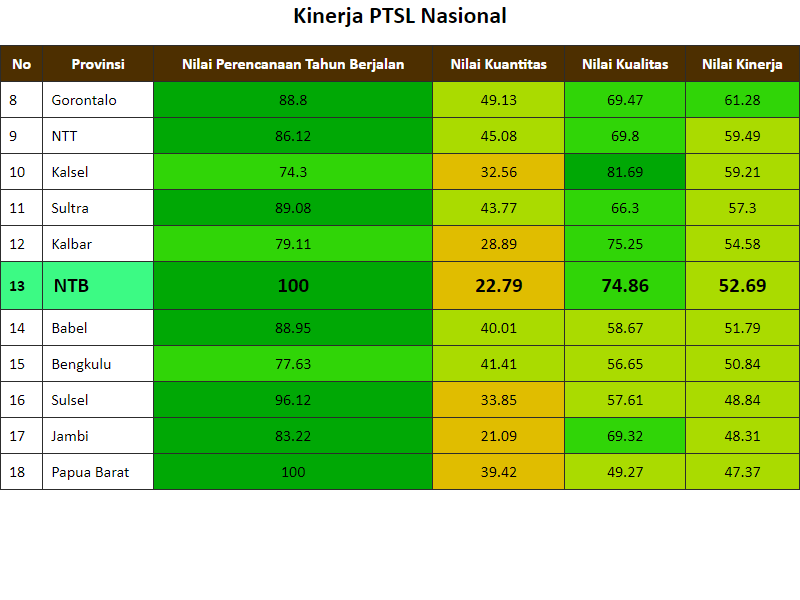 Kinerja PTSL Nasional
No Provinsi Nilai Perencanaan Tahun Berjalan Nilai Kuantitas Nilai Kualitas Nilai Kinerja
8 Gorontalo 88.8 49.13 69.47 61.28
9 NTT 86.12 45.08 69.8 59.49
10 Kalsel 74.3 32.56 81.69 59.21
11 Sultra 89.08 43.77 66.3 57.3
12 Kalbar 79.11 28.89 75.25 54.58
13 NTB 100 22.79 74.86 52.69
14 Babel 88.95 40.01 58.67 51.79
15 Bengkulu 77.63 41.41 56.65 50.84
16 Sulsel 96.12 33.85 57.61 48.84
17 Jambi 83.22 21.09 69.32 48.31
18 Papua Barat 100 39.42 49.27 47.37